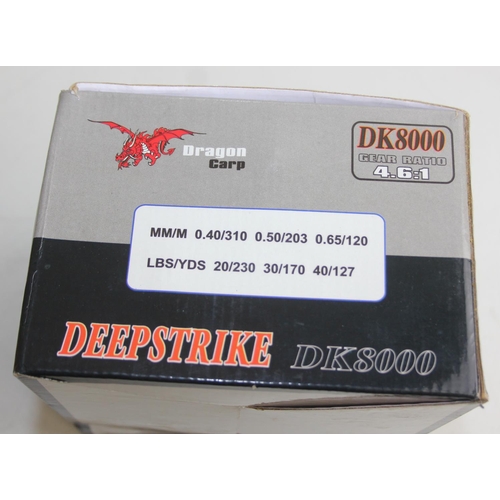 Dragon
Carp
DK8000
GEAR RATIO
4.6:1
MM/M 0.40/310 0.50/203 0.65/120
LBS/YDS 20/230 30/170 40/127
DEEPSTRIKE DK8000